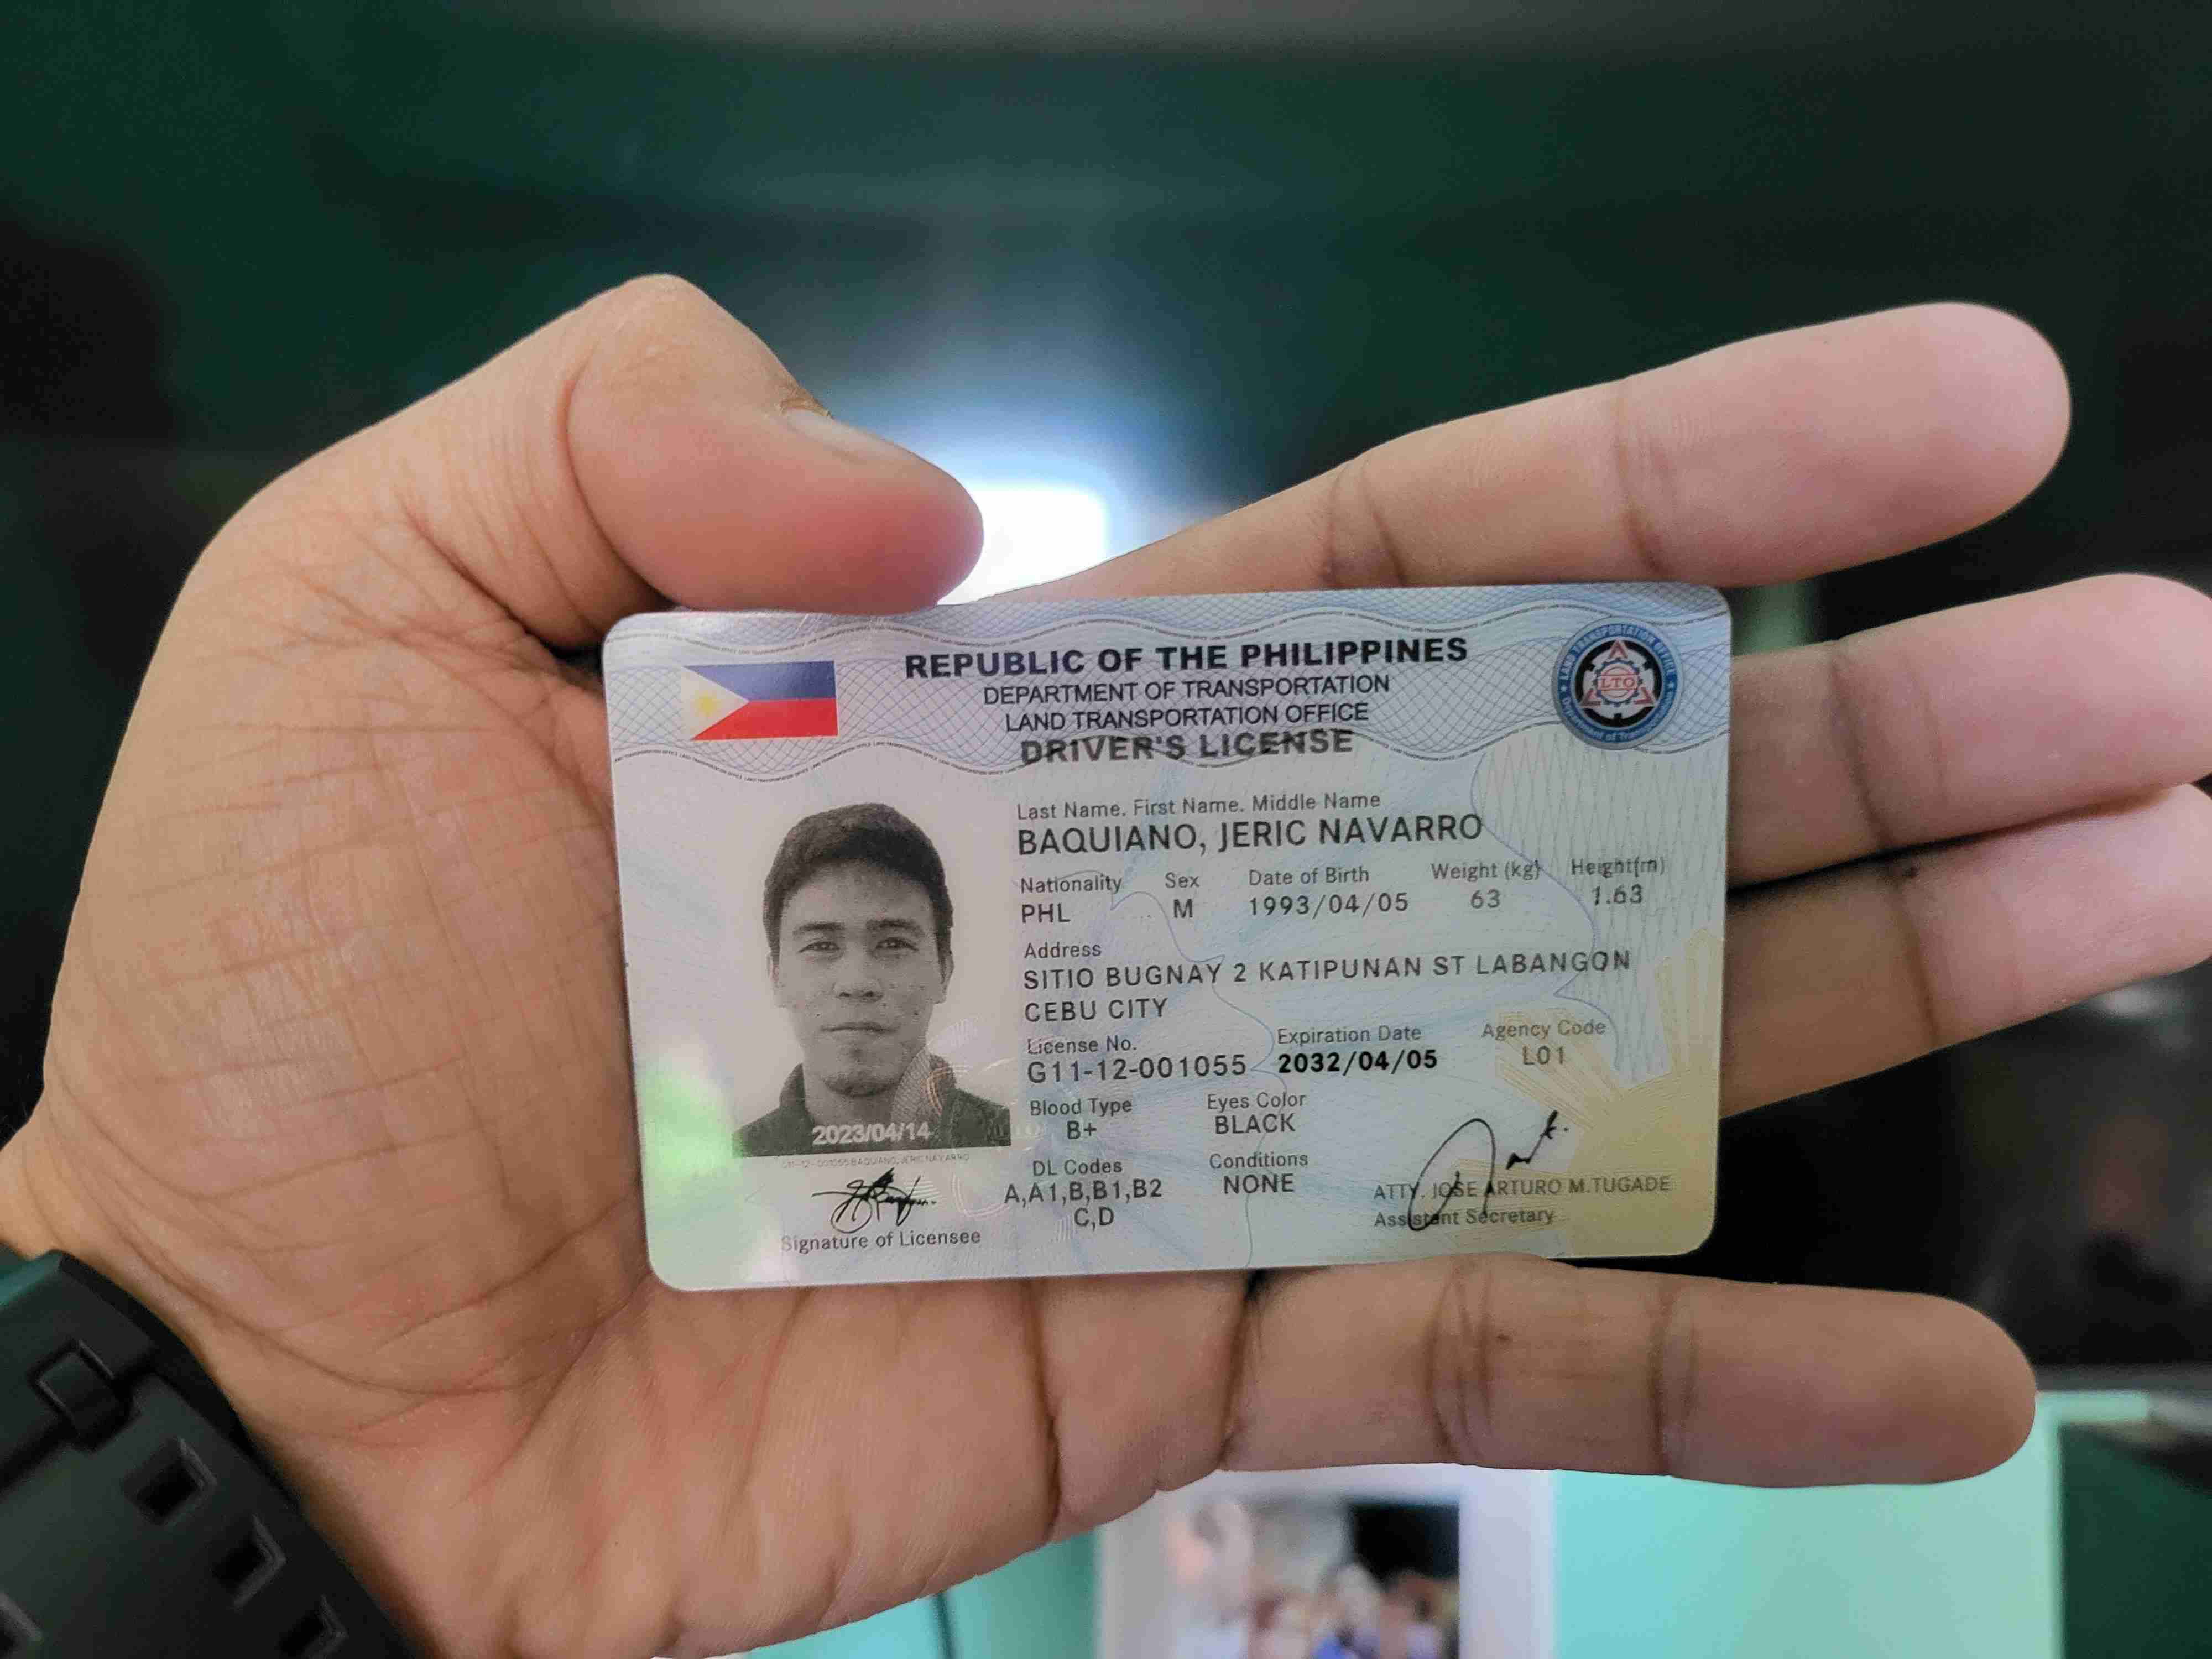 REPUBLIC OF THE PHILIPPINES
DEPARTMENT OF TRANSPORTATION
LAND TRANSPORTATION OFFICE
DRIVER'S LICENSE
LAND TRANSPORTATION OFFICE
LTO
Department of Transportation
Last Name. First Name. Middle Name
BAQUIANO, JERIC NAVARRO
Nationality Sex Date of Birth Weight (kg) Height(m)
PHL M 1993/04/05 63 1.63
Address
SITIO BUGNAY 2 KATIPUNAN ST LABANGON
CEBU CITY
License No. Expiration Date Agency Code
G11-12-001055 2032/04/05 L01
Blood Type Eyes Color
B+ BLACK
2023/04/14
G11-12-001055 BAQUIANO, JERIC NAVARRO
DL Codes Conditions
A,A1,B,B1,B2 NONE
C,D
ATTY. JOSE ARTURO M.TUGADE
Assistant Secretary
Signature of Licensee